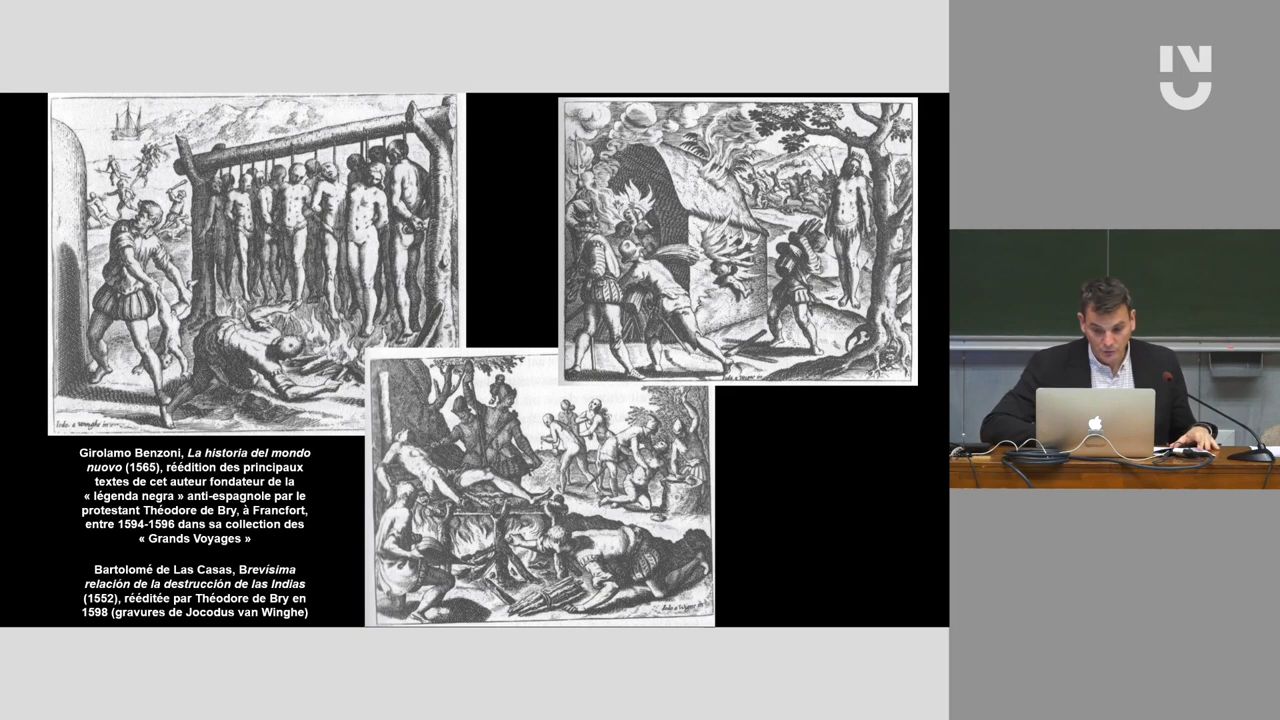 Girolamo Benzoni, La historia del mondo
nuovo (1565), réédition des principaux
textes de cet auteur fondateur de la
« légenda negra » anti-espagnole par le
protestant Théodore de Bry, à Francfort,
entre 1594-1596 dans sa collection des
« Grands Voyages »
Bartolomé de Las Casas, Brevísima
relación de la destrucción de las Indias
(1552), rééditée par Théodore de Bry en
1598 (gravures de Jocodus van Winghe)